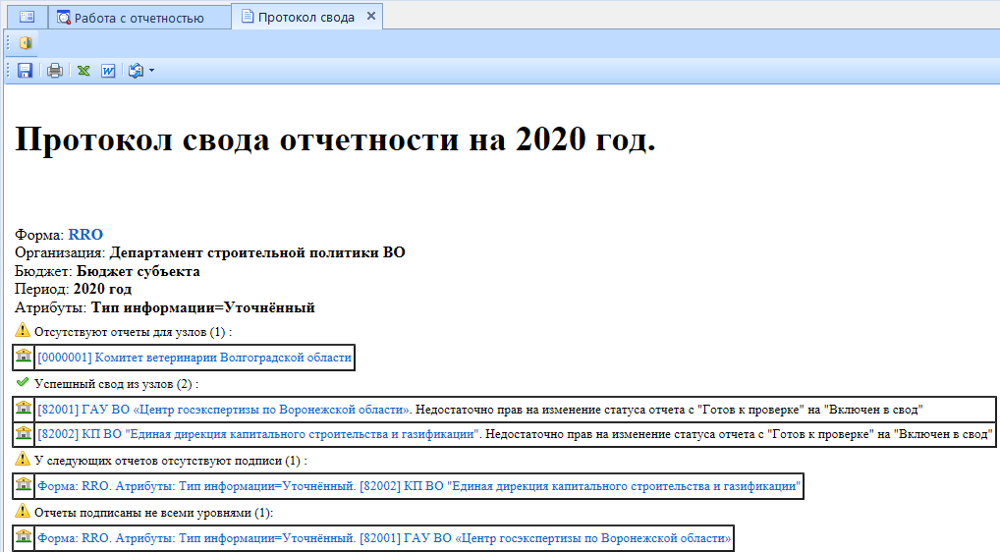 Работа с отчетностью
Протокол свода
Протокол свода отчетности на 2020 год.
Форма: RRO
Организация: Департамент строительной политики ВО
Бюджет: Бюджет субъекта
Период: 2020 год
Атрибуты: Тип информации=Уточнённый
Отсутствуют отчеты для узлов (1) :
[0000001] Комитет ветеринарии Волгоградской области
Успешный свод из узлов (2) :
[82001] ГАУ ВО «Центр госэкспертизы по Воронежской области». Недостаточно прав на изменение статуса отчета с "Готов к проверке" на "Включен в свод"
[82002] КП ВО "Единая дирекция капитального строительства и газификации". Недостаточно прав на изменение статуса отчета с "Готов к проверке" на "Включен в свод"
У следующих отчетов отсутствуют подписи (1) :
Форма: RRO. Атрибуты: Тип информации=Уточнённый. [82002] КП ВО "Единая дирекция капитального строительства и газификации"
Отчеты подписаны не всеми уровнями (1):
Форма: RRO. Атрибуты: Тип информации=Уточнённый. [82001] ГАУ ВО «Центр госэкспертизы по Воронежской области»